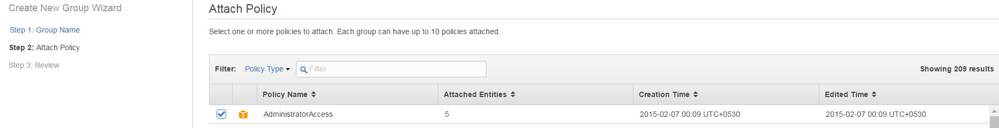 Create New Group Wizard
Step 1: Group Name
Step 2: Attach Policy
Step 3: Review
Attach Policy
Select one or more policies to attach. Each group can have up to 10 policies attached.
Filter: Policy Type Filter Showing 209 results
Policy Name Attached Entities Creation Time Edited Time
AdministratorAccess 5 2015-02-07 00:09 UTC+0530 2015-02-07 00:09 UTC+0530